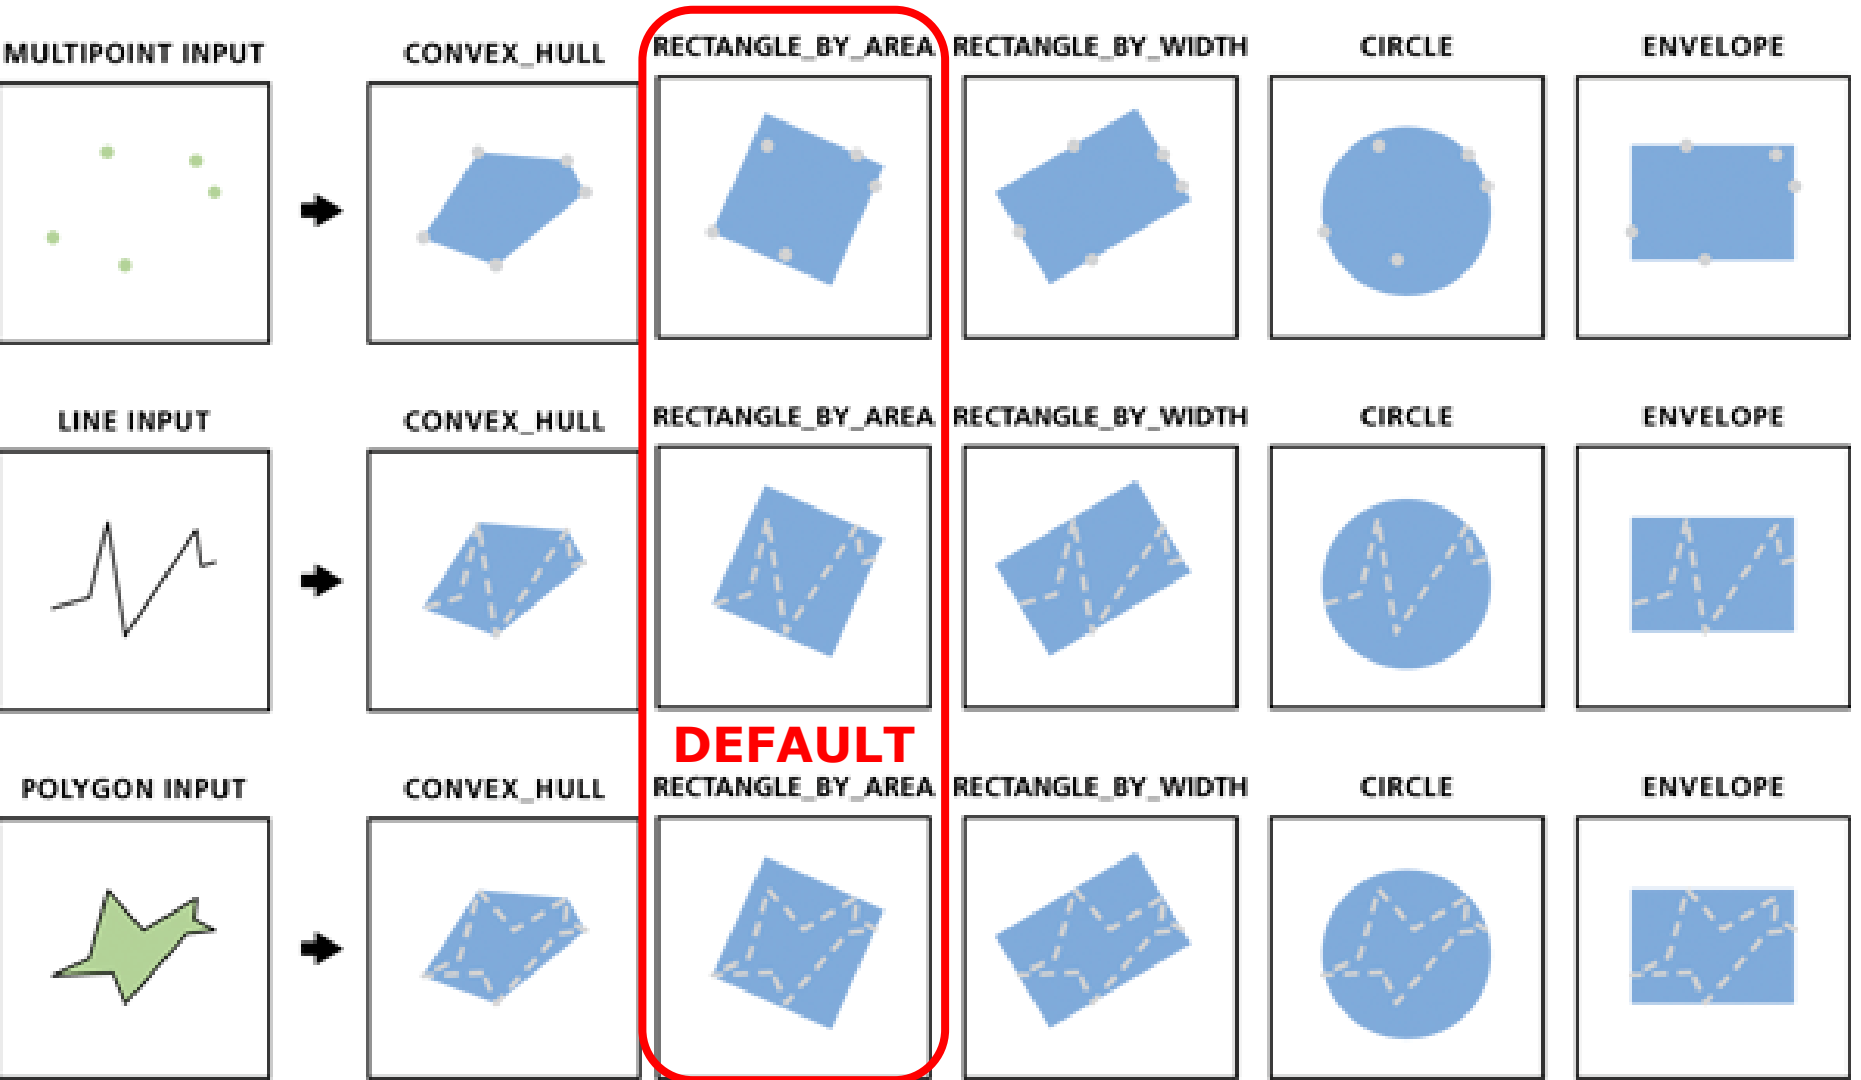 MULTIPOINT INPUT
CONVEX_HULL
RECTANGLE_BY_AREA
RECTANGLE_BY_WIDTH
CIRCLE
ENVELOPE
LINE INPUT
CONVEX_HULL
RECTANGLE_BY_AREA
RECTANGLE_BY_WIDTH
CIRCLE
ENVELOPE
DEFAULT
POLYGON INPUT
CONVEX_HULL
RECTANGLE_BY_AREA
RECTANGLE_BY_WIDTH
CIRCLE
ENVELOPE